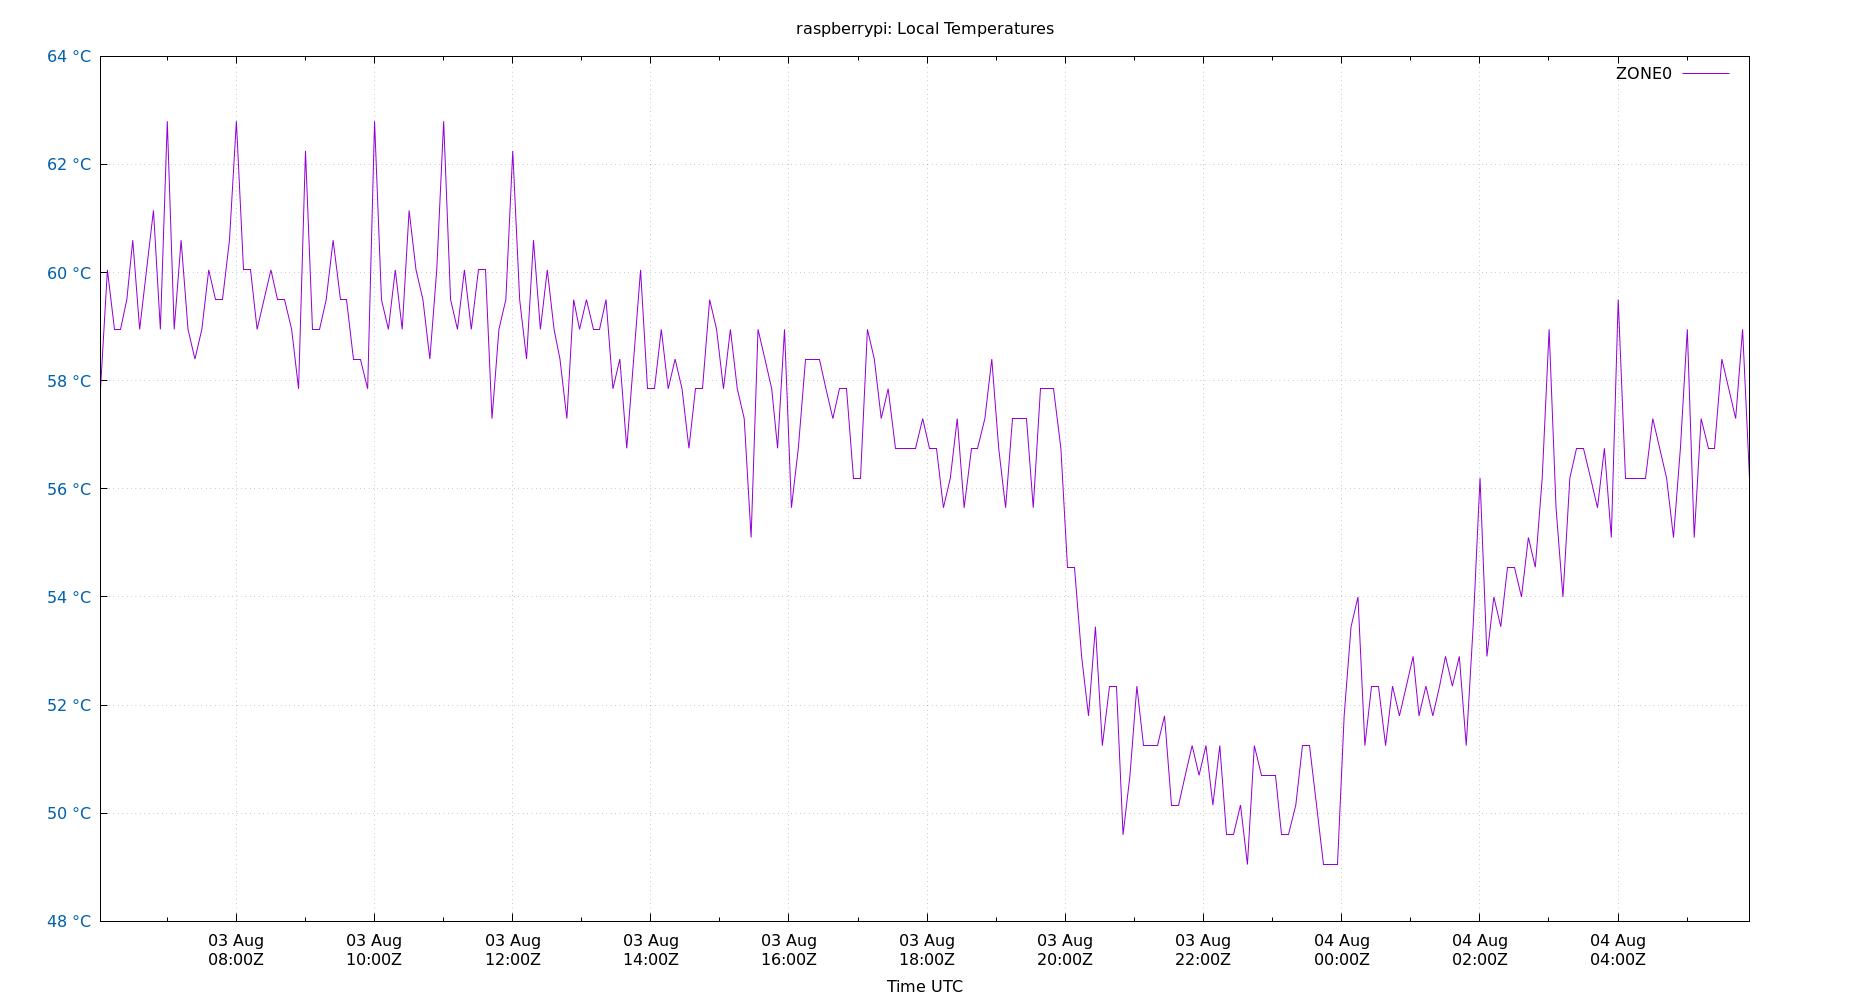 raspberrypi: Local Temperatures
64 °C
ZONE0
62 °C
60 °C
58 °C
56 °C
54 °C
52 °C
50 °C
48 °C
03 Aug 03 Aug 03 Aug 03 Aug 03 Aug 03 Aug 03 Aug 03 Aug 04 Aug 04 Aug 04 Aug
08:00Z 10:00Z 12:00Z 14:00Z 16:00Z 18:00Z 20:00Z 22:00Z 00:00Z 02:00Z 04:00Z
Time UTC